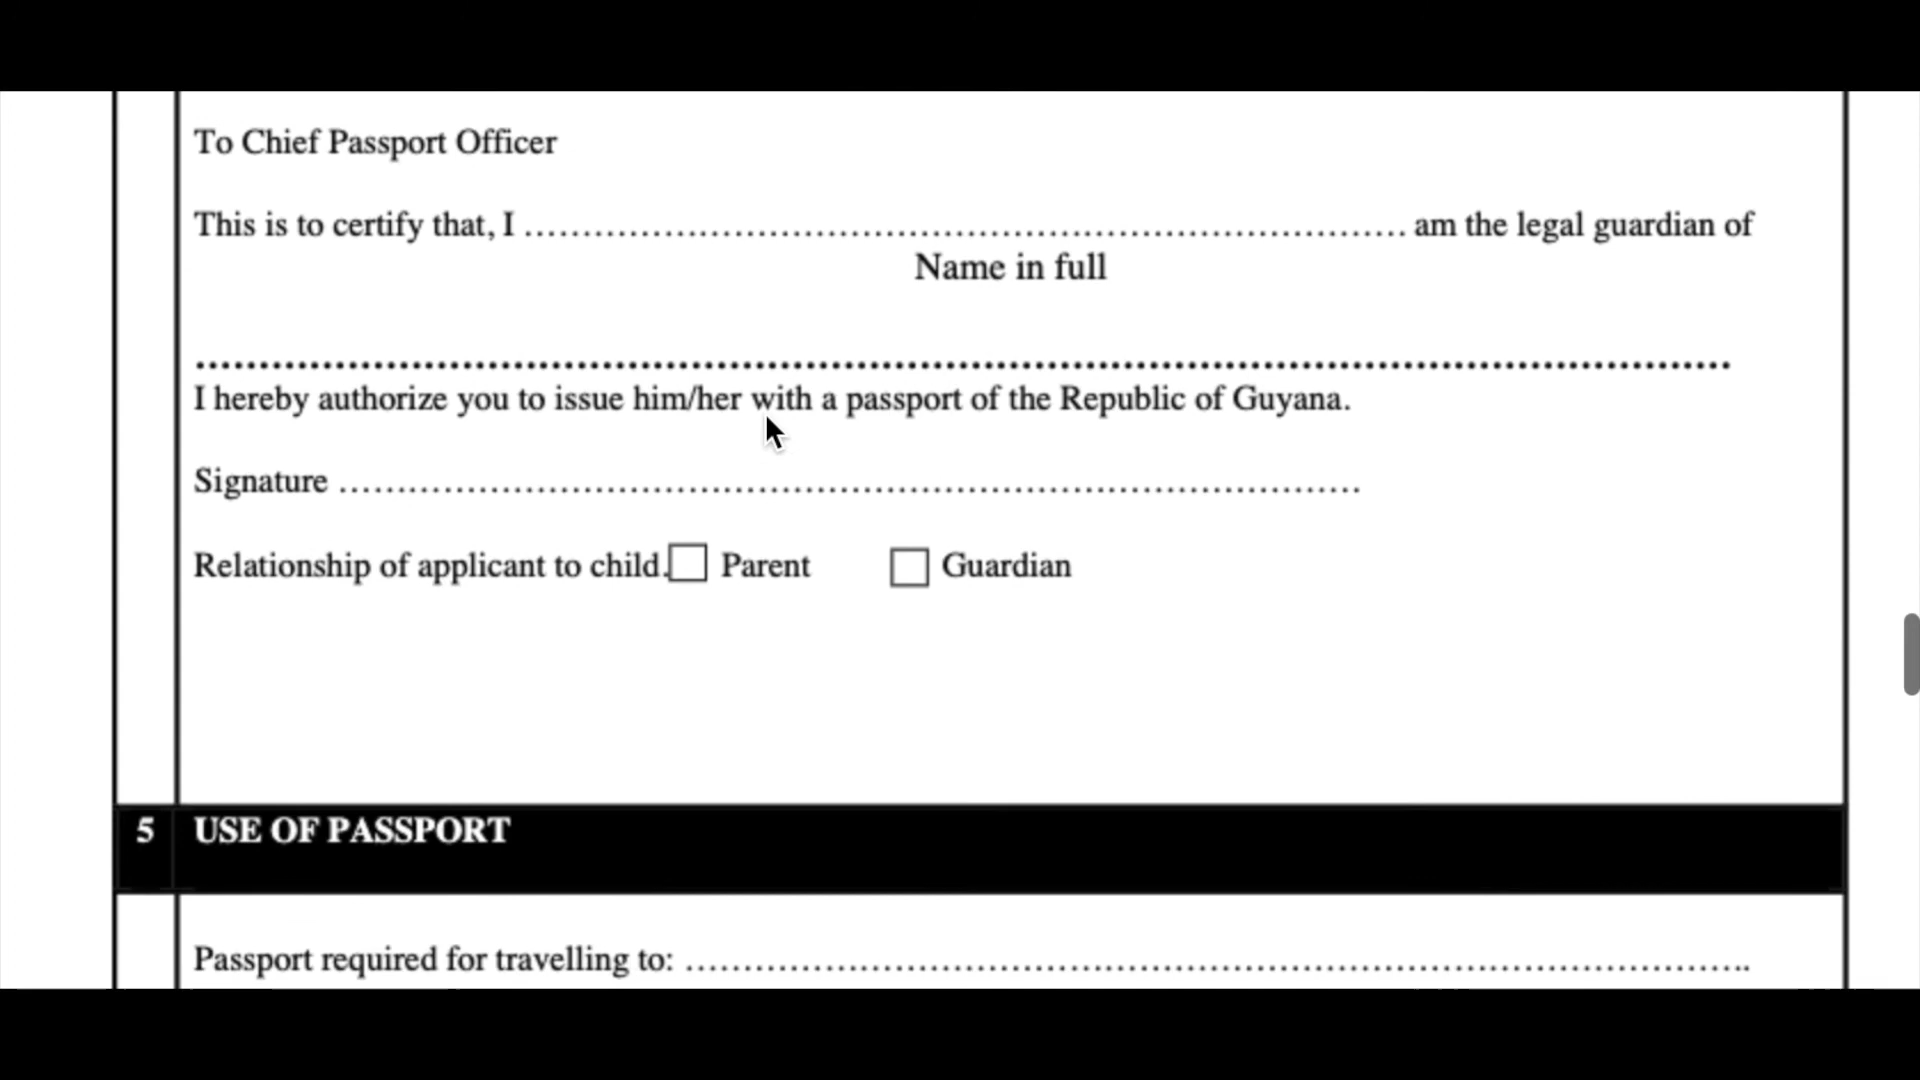 To Chief Passport Officer
This is to certify that, I ........................................................................... am the legal guardian of
Name in full
...........................................................................................................................
I hereby authorize you to issue him/her with a passport of the Republic of Guyana.
Signature .......................................................................................
Relationship of applicant to child. Parent Guardian
5 USE OF PASSPORT
Passport required for travelling to: ...........................................................................................